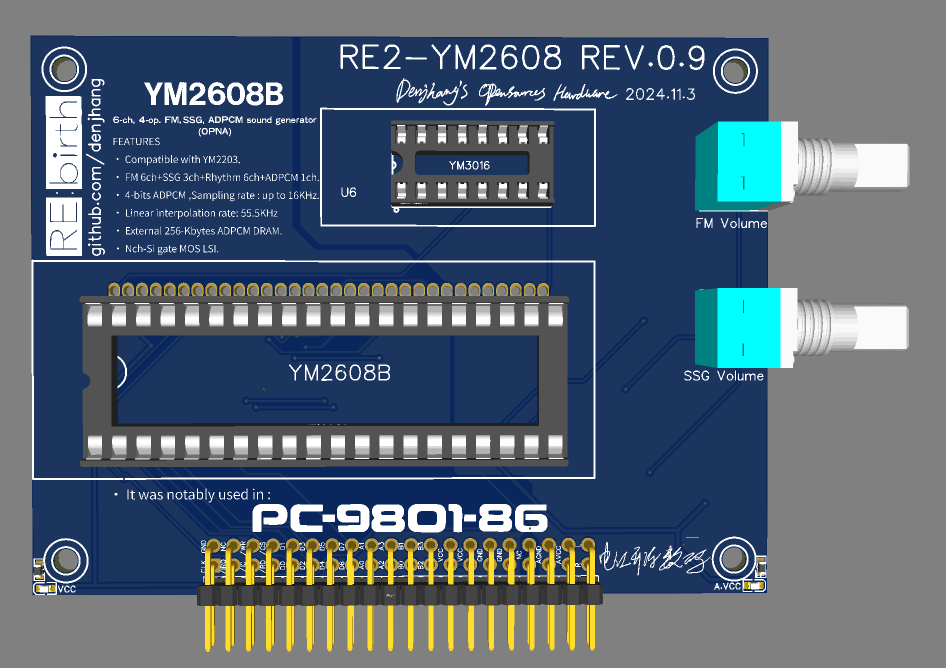 RE2-YM2608 REV.0.9
Denjhang's Opensources Hardware 2024.11.3
RE:birth
github.com/denjhang
YM2608B
6-ch, 4-op. FM,SSG, ADPCM sound generator
(OPNA)
FEATURES
· Compatible with YM2203.
· FM 6ch+SSG 3ch+Rhythm 6ch+ADPCM 1ch.
· 4-bits ADPCM ,Sampling rate : up to 16KHz.
· Linear interpolation rate: 55.5KHz
· External 256-Kbytes ADPCM DRAM.
· Nch-Si gate MOS LSI.
YM3016
U6
FM Volume
YM2608B
SSG Volume
· It was notably used in :
PC-9801-86
VCC
A.VCC